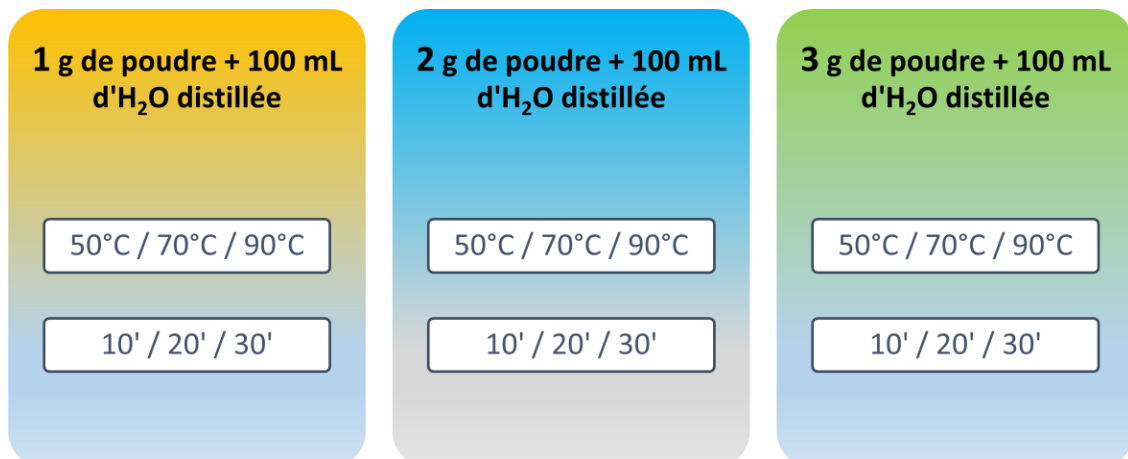 1 g de poudre + 100 mL
d'H₂O distillée
50°C / 70°C / 90°C
10' / 20' / 30'
2 g de poudre + 100 mL
d'H₂O distillée
50°C / 70°C / 90°C
10' / 20' / 30'
3 g de poudre + 100 mL
d'H₂O distillée
50°C / 70°C / 90°C
10' / 20' / 30'